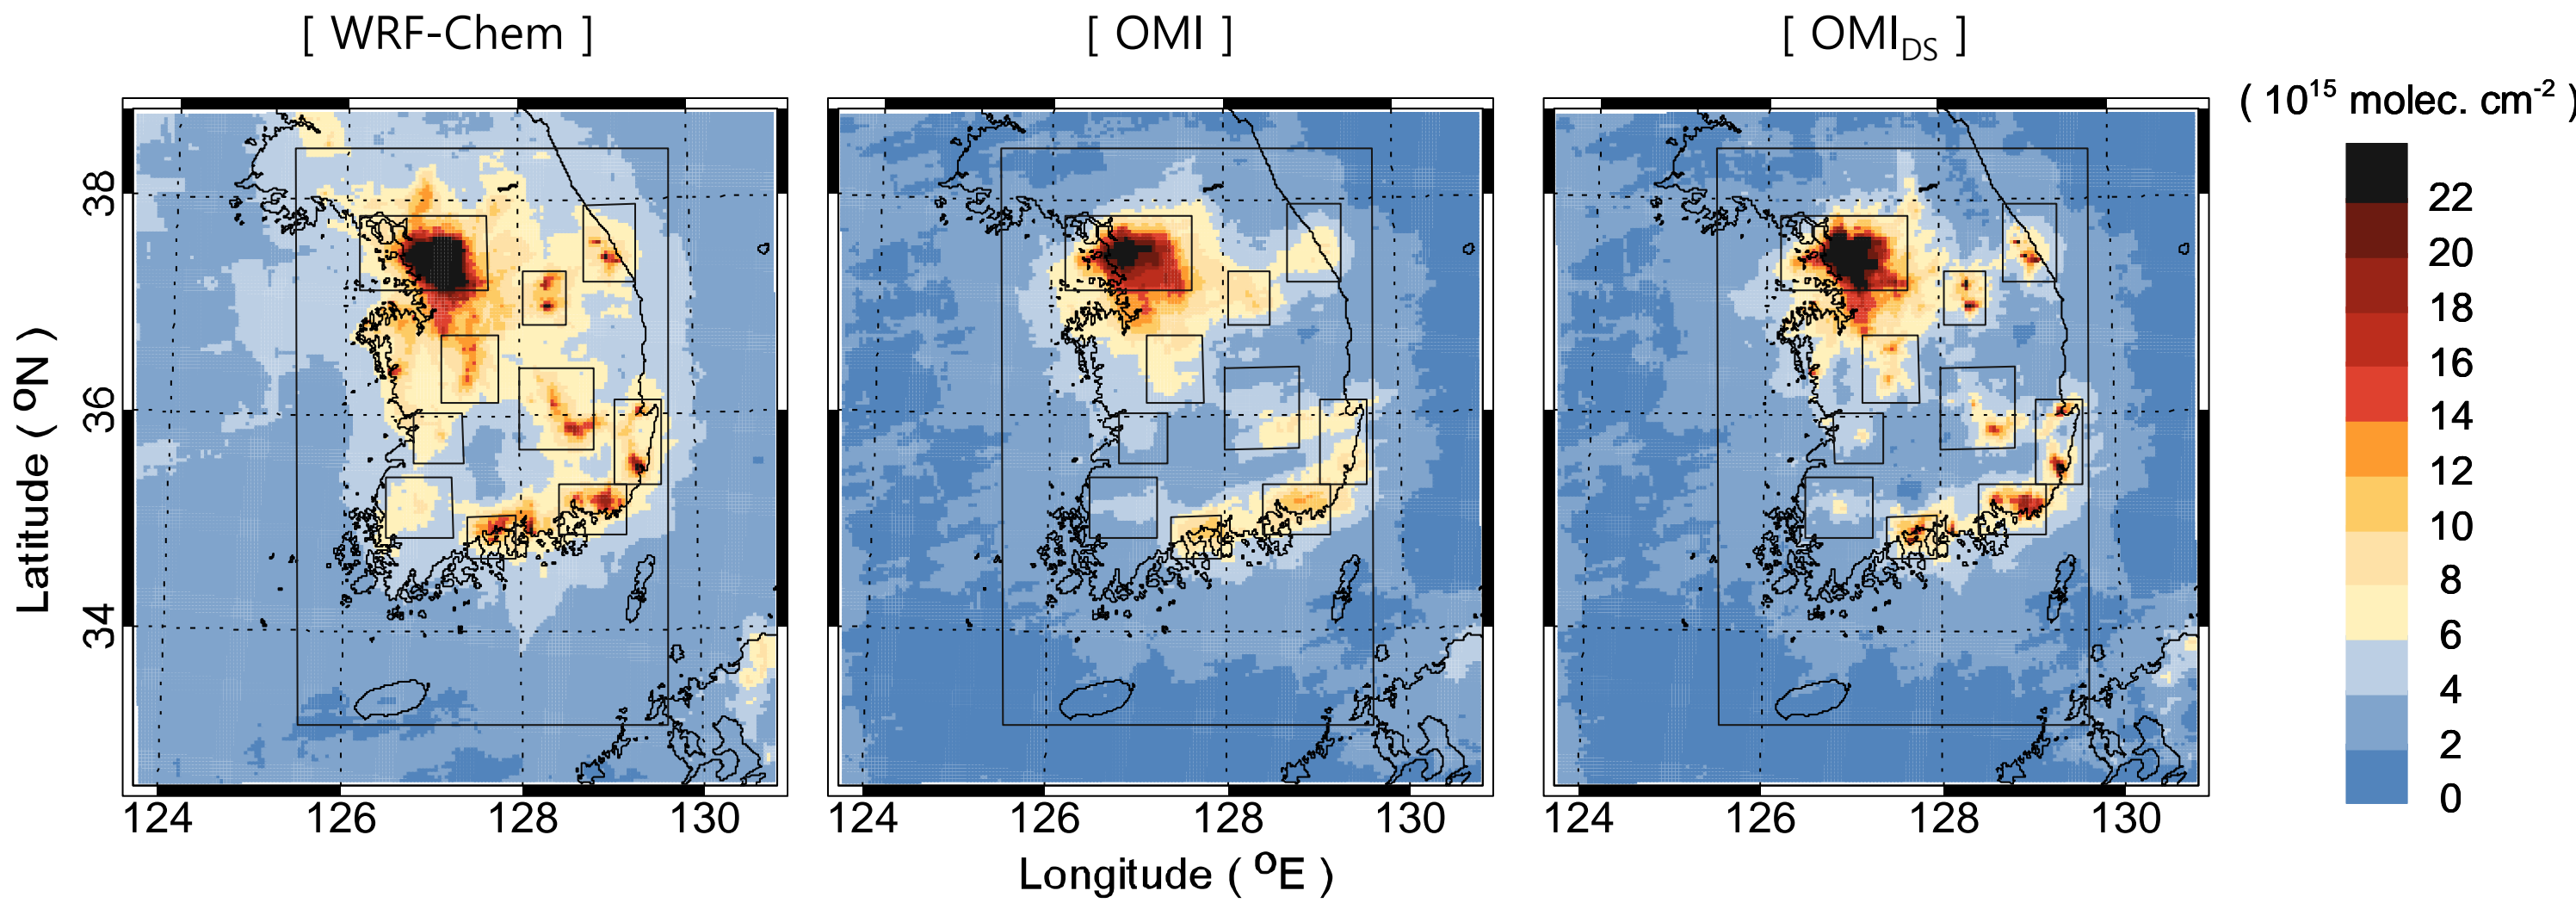 [ WRF-Chem ]
[ OMI ]
[ OMI_DS ]
( 10^15 molec. cm^-2 )
22
20
18
16
14
12
10
8
6
4
2
0
Latitude ( ^oN )
38
36
34
124 126 128 130
124 126 128 130
124 126 128 130
Longitude ( ^oE )